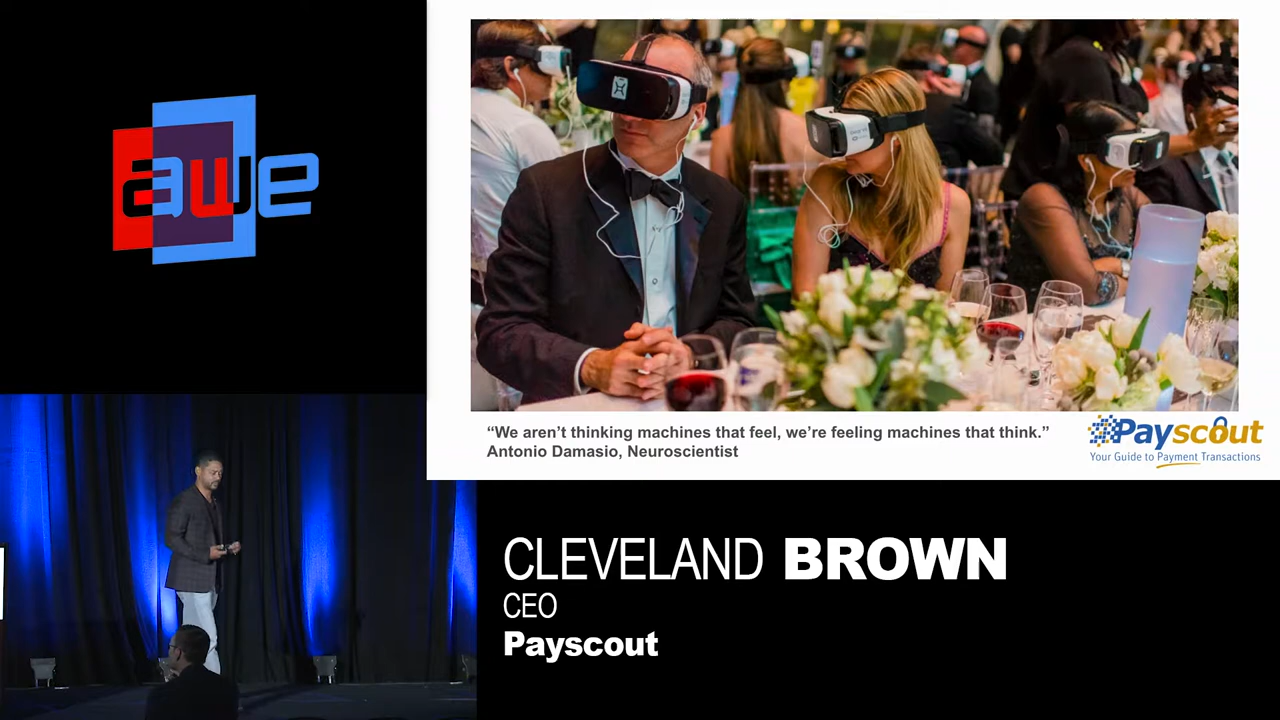 awe
"We aren't thinking machines that feel, we're feeling machines that think."
Antonio Damasio, Neuroscientist
Payscout
Your Guide to Payment Transactions
CLEVELAND BROWN
CEO
Payscout